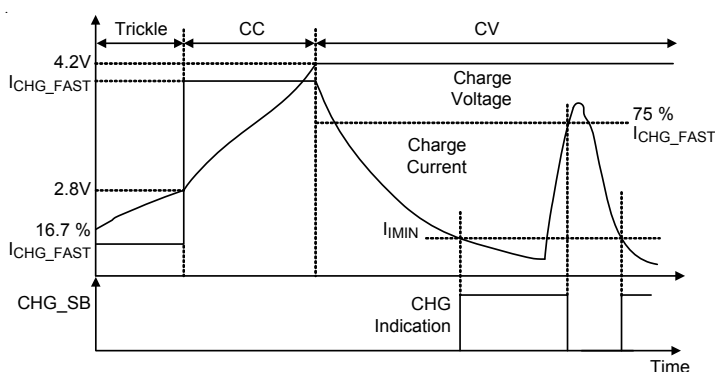 Trickle
CC
CV
4.2V
ICHG_FAST
Charge
Voltage
75 %
ICHG_FAST
Charge
Current
2.8V
16.7 %
ICHG_FAST
IIMIN
CHG_SB
CHG
Indication
Time